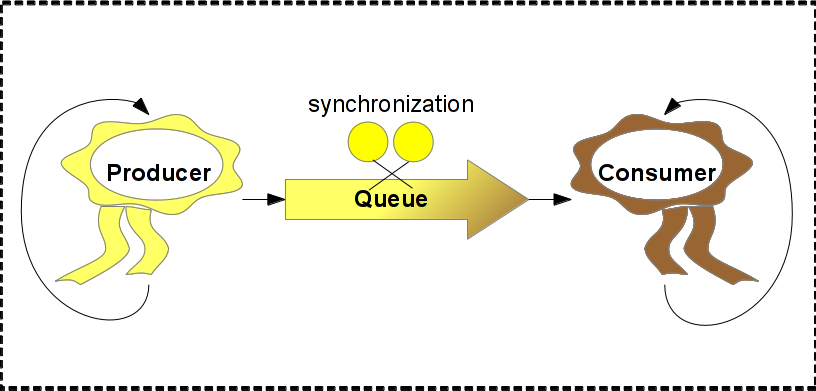 synchronization
Producer
Consumer
Queue